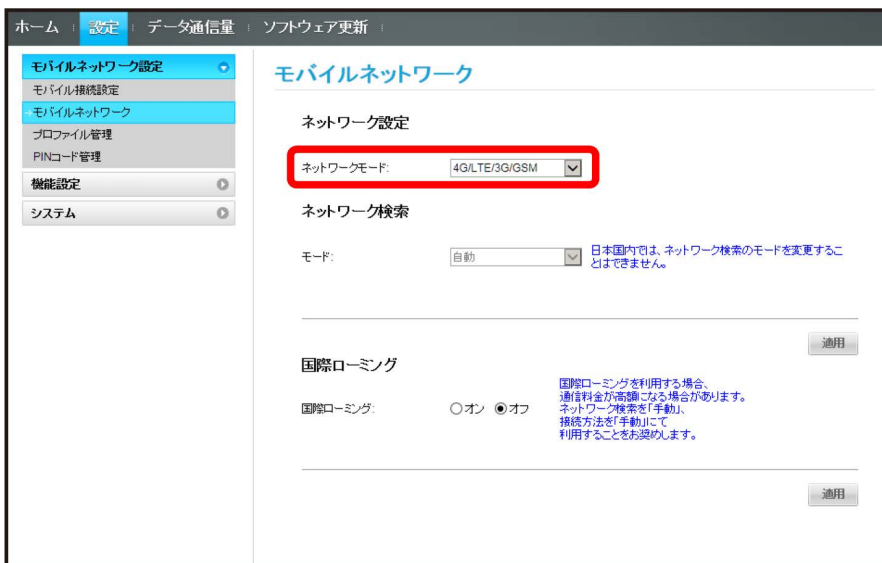 ホーム 設定 データ通信量 ソフトウェア更新
モバイルネットワーク設定
モバイル接続設定
モバイルネットワーク
プロファイル管理
PINコード管理
機能設定
システム
モバイルネットワーク
ネットワーク設定
ネットワークモード: 4G/LTE/3G/GSM
ネットワーク検索
モード: 自動
日本国内では、ネットワーク検索のモードを変更するこ
とはできません。
適用
国際ローミング
国際ローミング: オン オフ
国際ローミングを利用する場合、
通信料金が高額になる場合があります。
ネットワーク検索を「手動」、
接続方法を「手動」にて
利用することをお奨めします。
適用